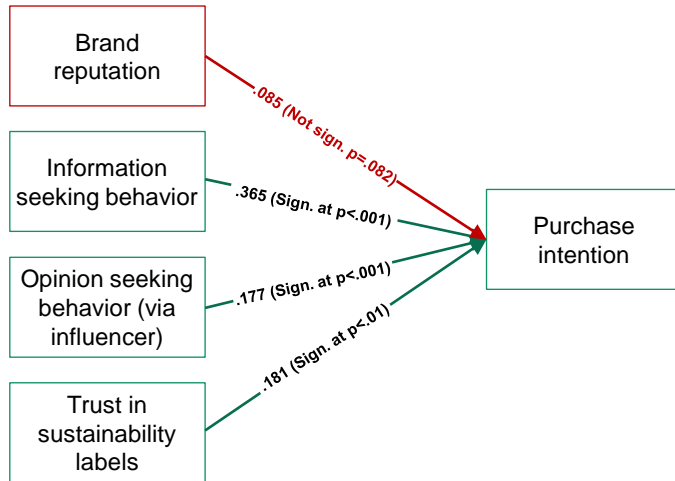 Brand
reputation
.085 (Not sign. p=.082)
Information
seeking behavior
.365 (Sign. at p<.001)
Purchase
intention
Opinion seeking
behavior (via
influencer)
.177 (Sign. at p<.001)
.181 (Sign. at p<.01)
Trust in
sustainability
labels